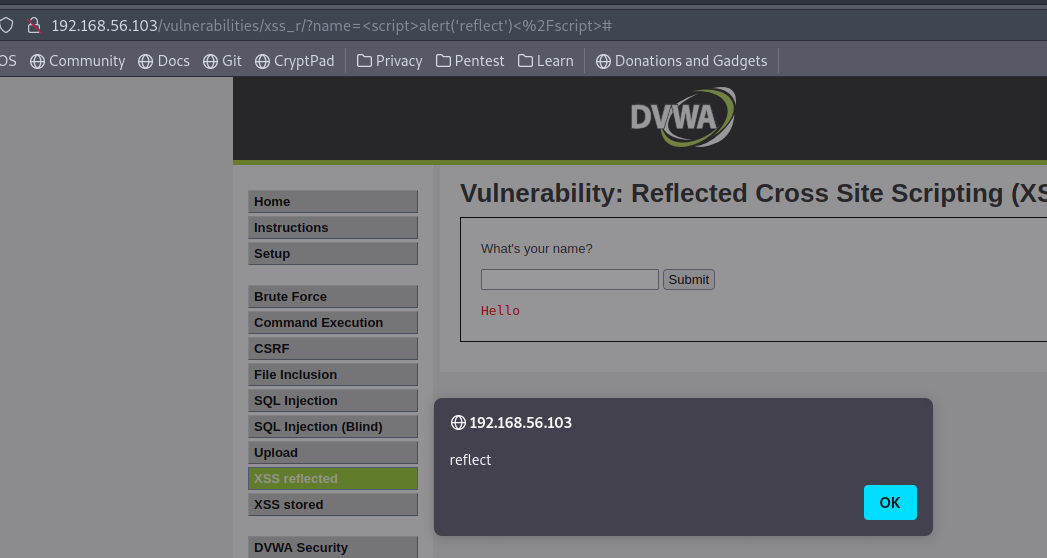 192.168.56.103/vulnerabilities/xss_r/?name=<script>alert('reflect')<%2Fscript>#
OS Community Docs Git CryptPad Privacy Pentest Learn Donations and Gadgets
DVWA
Home
Instructions
Setup
Brute Force
Command Execution
CSRF
File Inclusion
SQL Injection
SQL Injection (Blind)
Upload
XSS reflected
XSS stored
DVWA Security
Vulnerability: Reflected Cross Site Scripting (XS
What's your name?
Submit
Hello
192.168.56.103
reflect
OK